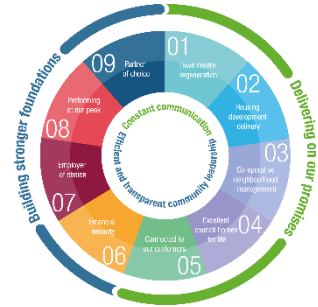 Building stronger foundations
Delivering on our promises
Constant communication
Efficient and transparent community leadership
01
Town centre
regeneration
02
Housing
development
delivery
03
Co-operative
neighbourhood
management
04
Excellent
council homes
for life
05
Connected to
our customers
06
Financial
security
07
Employer
of choice
08
Performing
at our peak
09
Partner
of choice